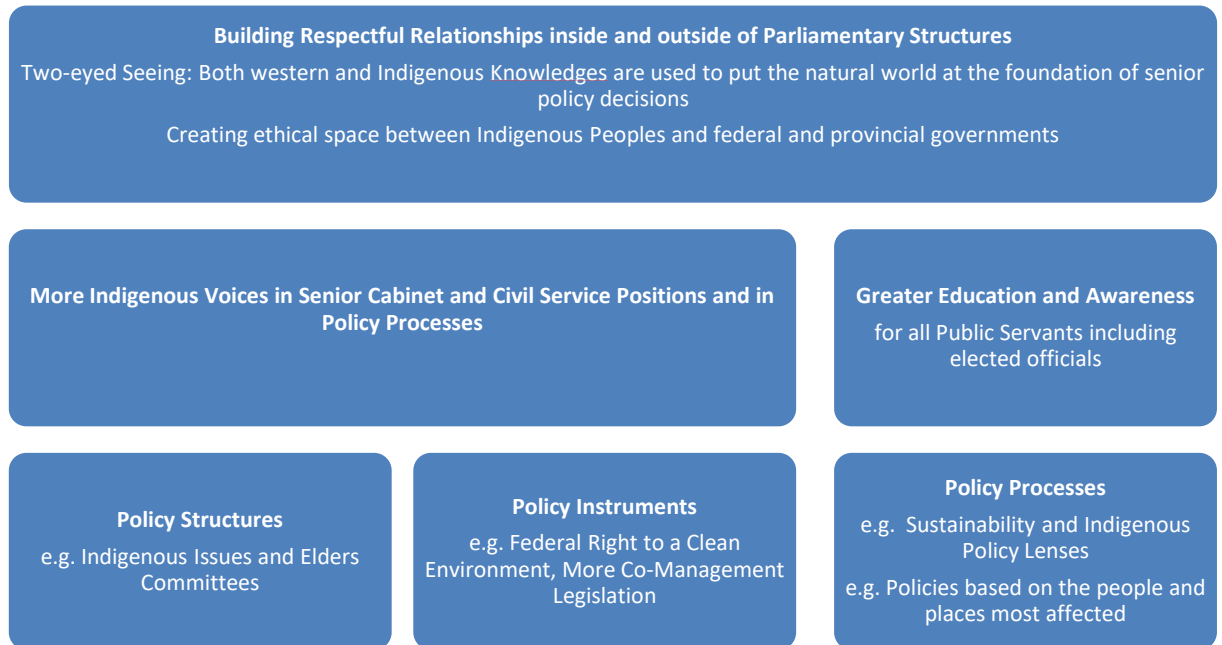 Building Respectful Relationships inside and outside of Parliamentary Structures
Two-eyed Seeing: Both western and Indigenous Knowledges are used to put the natural world at the foundation of senior
policy decisions
Creating ethical space between Indigenous Peoples and federal and provincial governments
More Indigenous Voices in Senior Cabinet and Civil Service Positions and in
Policy Processes
Greater Education and Awareness
for all Public Servants including
elected officials
Policy Structures
e.g. Indigenous Issues and Elders
Committees
Policy Instruments
e.g. Federal Right to a Clean
Environment, More Co-Management
Legislation
Policy Processes
e.g. Sustainability and Indigenous
Policy Lenses
e.g. Policies based on the people and
places most affected